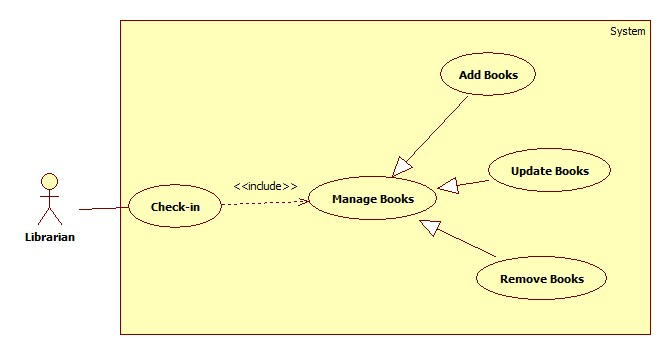 System
Add Books
Update Books
<<include>>
Check-in
Manage Books
Librarian
Remove Books